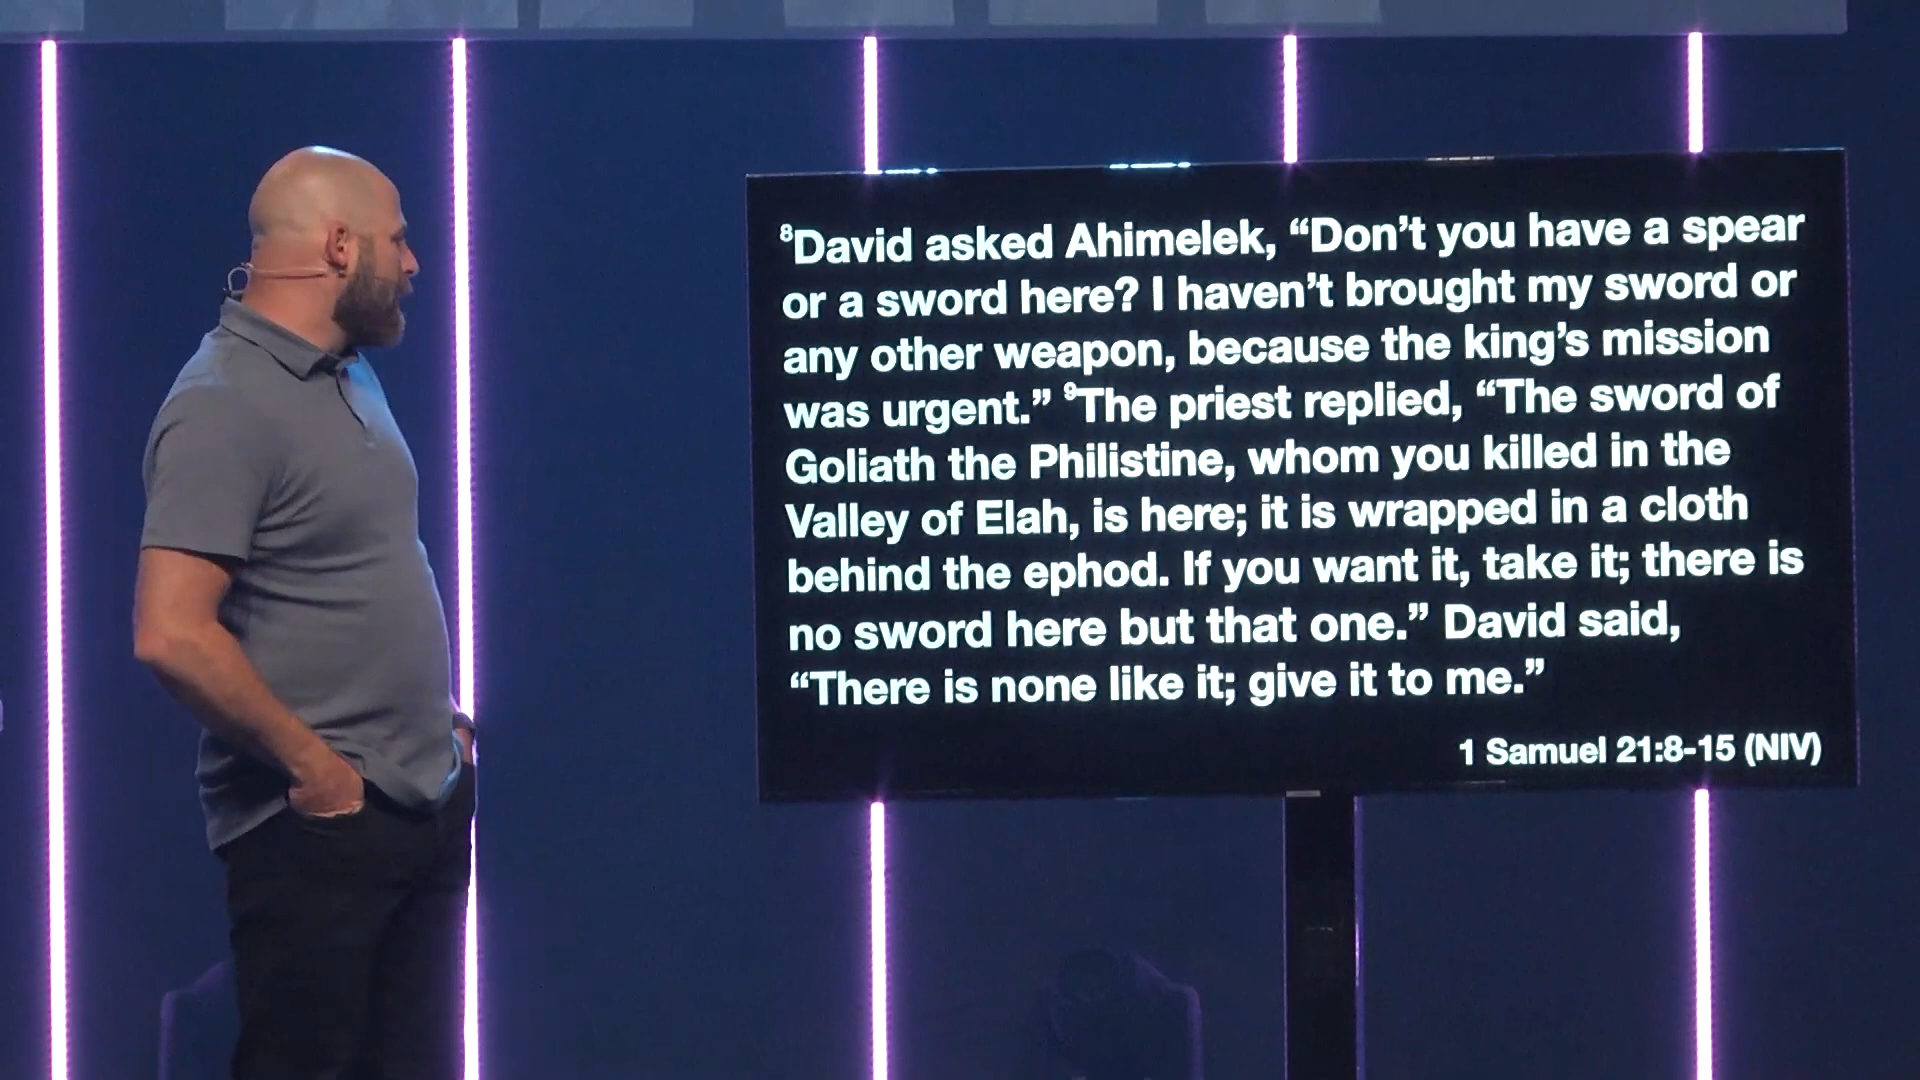 ⁸David asked Ahimelek, “Don’t you have a spear
or a sword here? I haven’t brought my sword or
any other weapon, because the king’s mission
was urgent.” ⁹The priest replied, “The sword of
Goliath the Philistine, whom you killed in the
Valley of Elah, is here; it is wrapped in a cloth
behind the ephod. If you want it, take it; there is
no sword here but that one.” David said,
“There is none like it; give it to me.”
1 Samuel 21:8-15 (NIV)